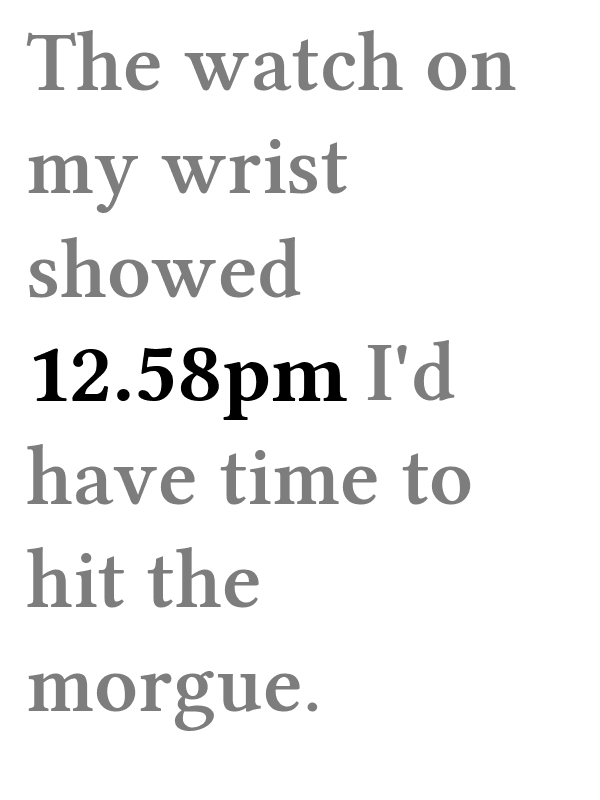 The watch on
my wrist
showed
12.58pm I'd
have time to
hit the
morgue.